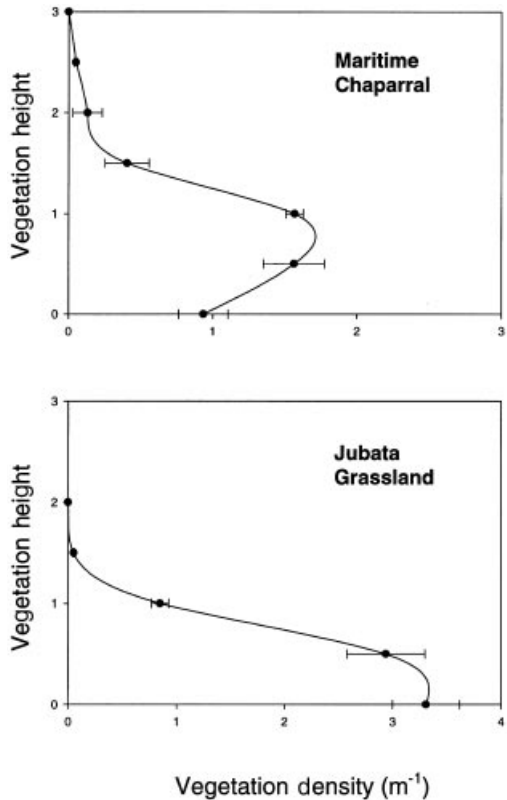 3
2
1
0
Vegetation height
Maritime
Chaparral
0
1
2
3
3
2
1
0
Vegetation height
Jubata
Grassland
0
1
2
3
4
Vegetation density (m⁻¹)